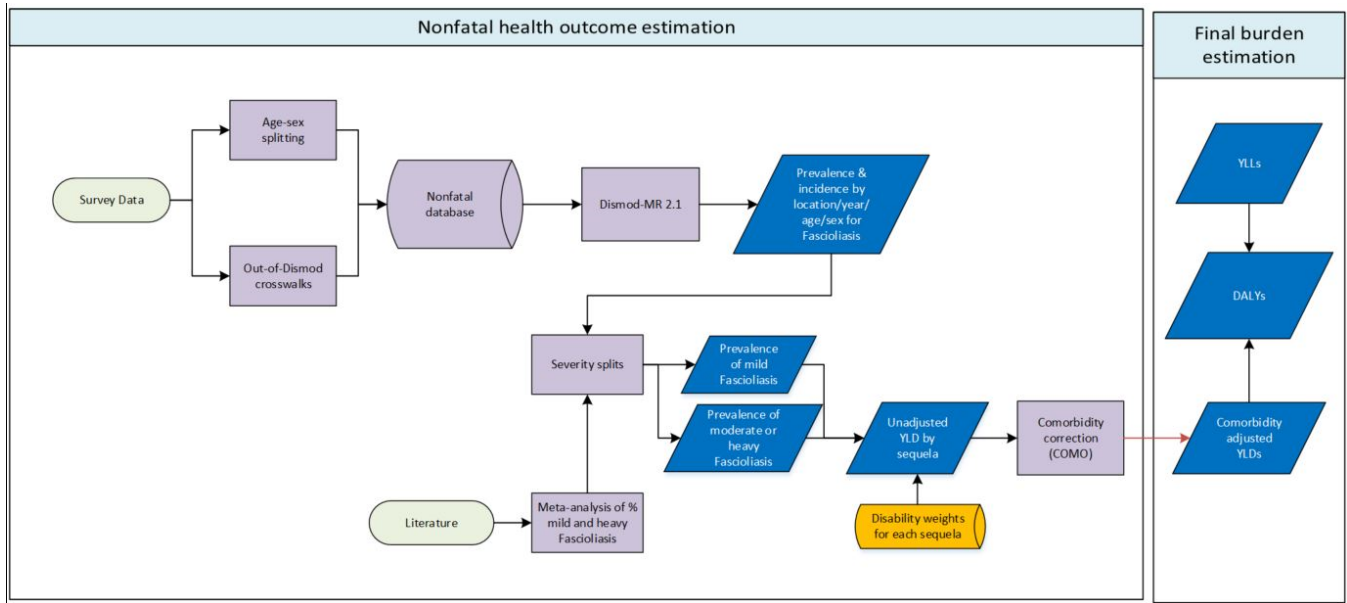 Nonfatal health outcome estimation
Final burden
estimation
Age-sex
splitting
Survey Data
Out-of-Dismod
crosswalks
Nonfatal
database
Dismod-MR 2.1
Prevalence &
incidence by
location/year/
age/sex for
Fascioliasis
YLLs
DALYs
Severity splits
Prevalence
of mild
Fascioliasis
Prevalence of
moderate or
heavy
Fascioliasis
Unadjusted
YLD by
sequela
Comorbidity
correction
(COMO)
Comorbidity
adjusted
YLDs
Literature
Meta-analysis of %
mild and heavy
Fascioliasis
Disability weights
for each sequela